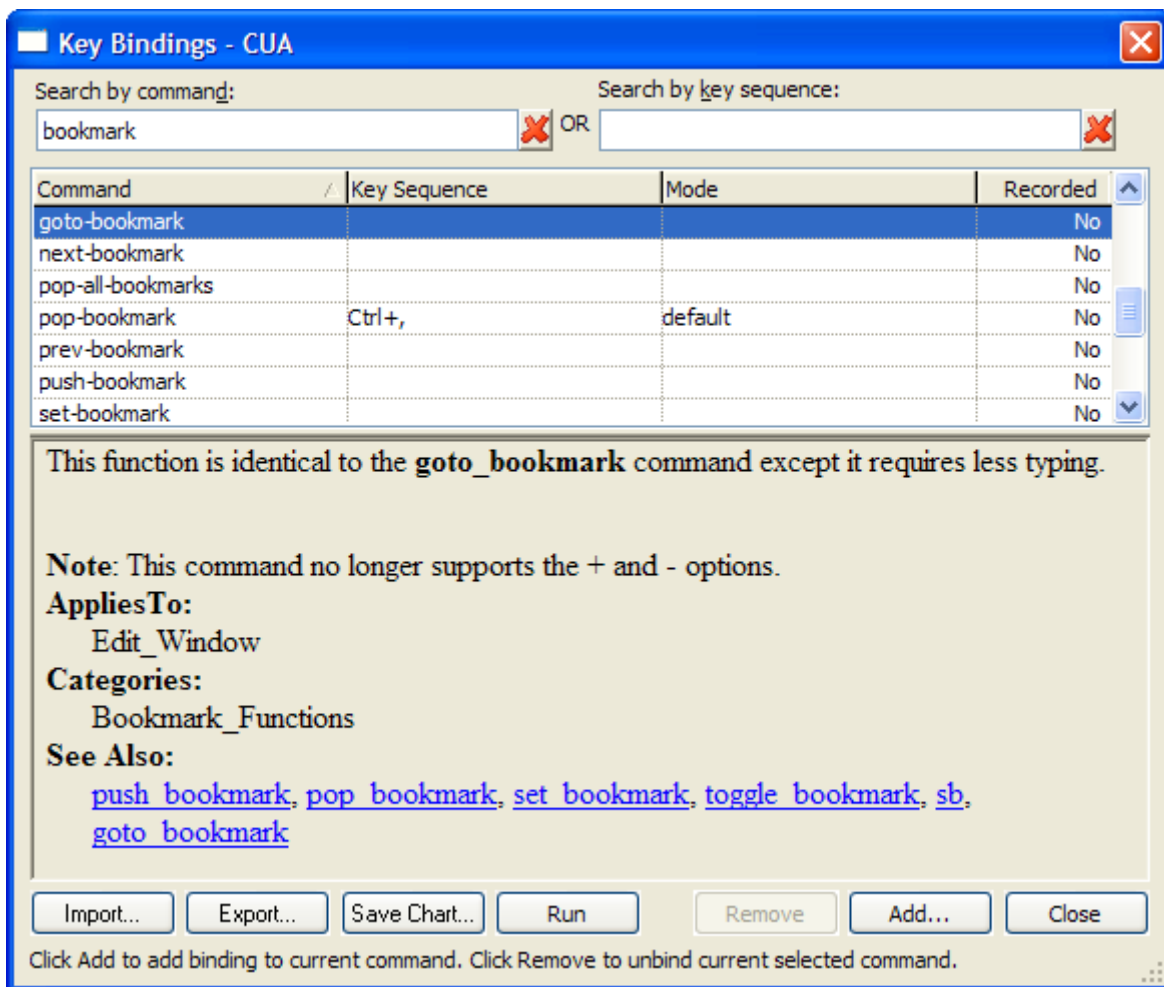 Key Bindings - CUA
Search by command: Search by key sequence:
bookmark OR
Command Key Sequence Mode Recorded
goto-bookmark No
next-bookmark No
pop-all-bookmarks No
pop-bookmark Ctrl+, default No
prev-bookmark No
push-bookmark No
set-bookmark No
This function is identical to the goto_bookmark command except it requires less typing.
Note: This command no longer supports the + and - options.
AppliesTo:
Edit_Window
Categories:
Bookmark_Functions
See Also:
push_bookmark, pop_bookmark, set_bookmark, toggle_bookmark, sb,
goto_bookmark
Import... Export... Save Chart... Run Remove Add... Close
Click Add to add binding to current command. Click Remove to unbind current selected command.